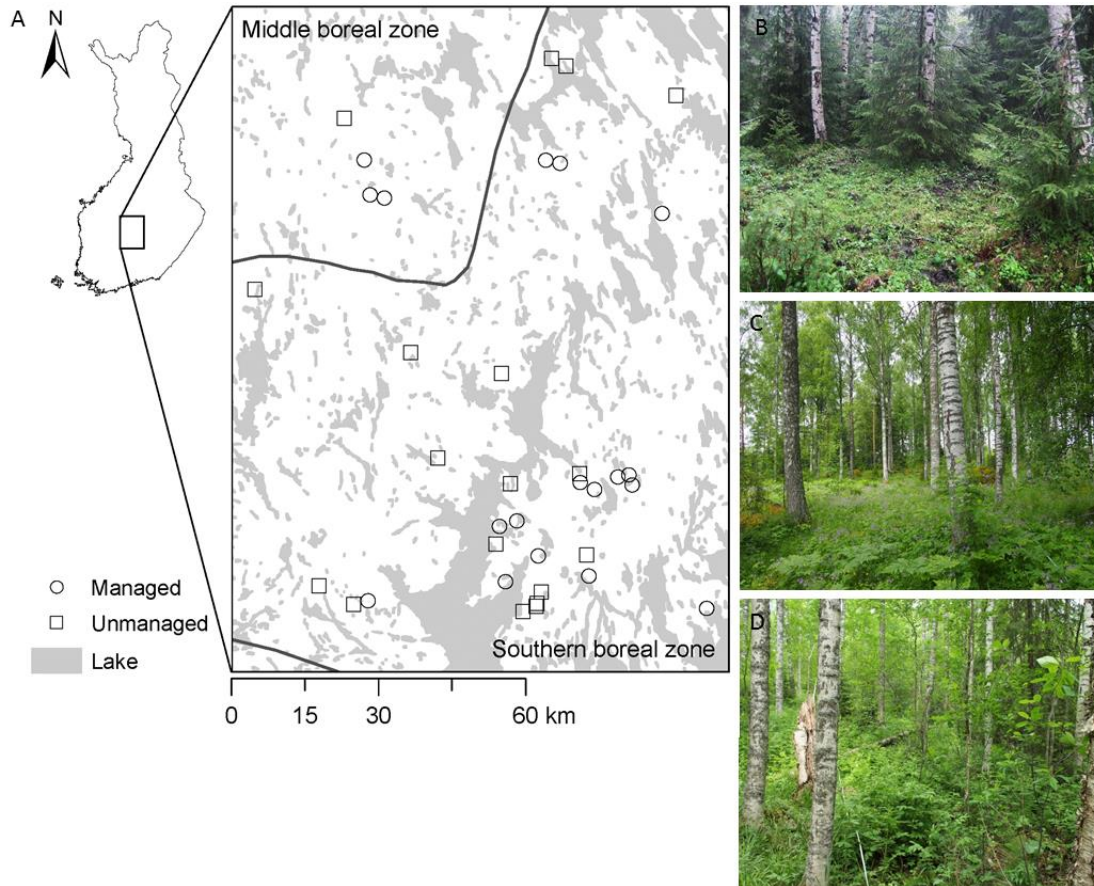 A
N
Middle boreal zone
Managed
Unmanaged
Lake
Southern boreal zone
0 15 30 60 km
B
C
D